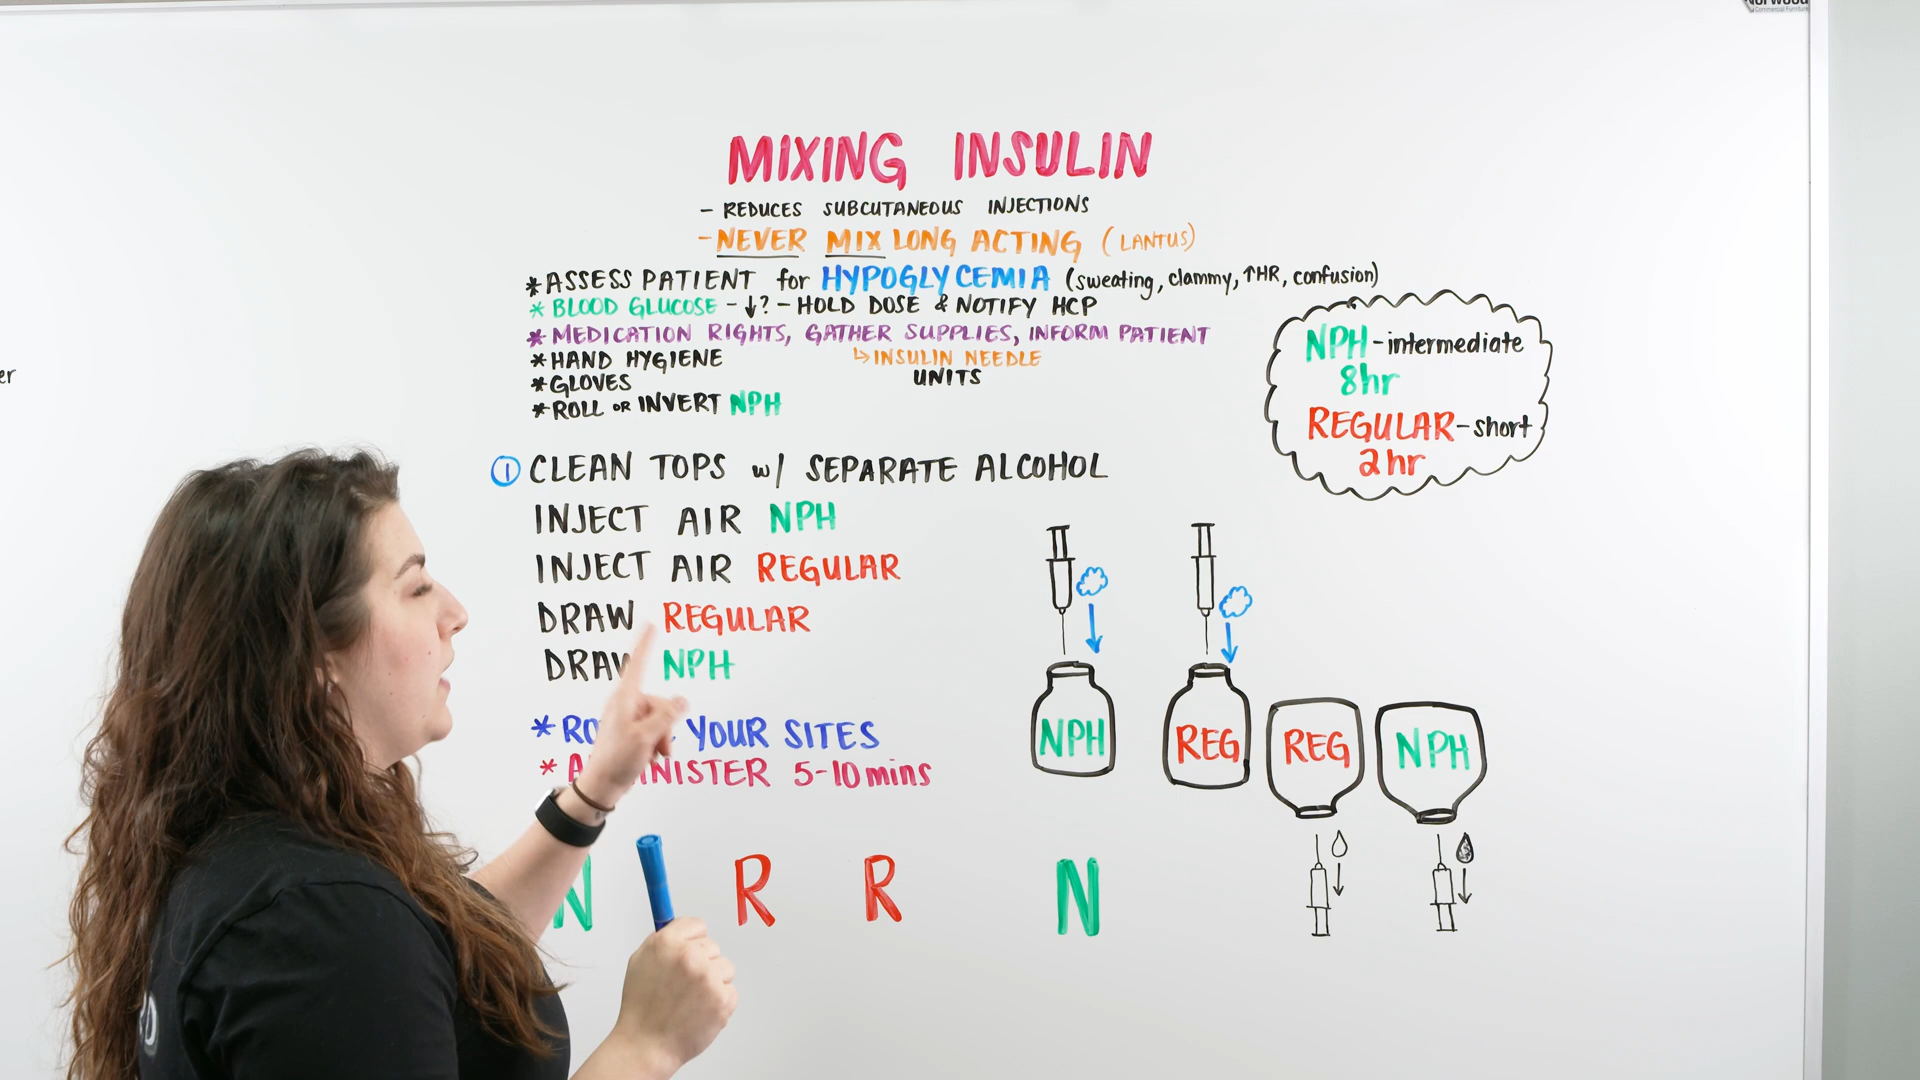 MIXING INSULIN
- REDUCES SUBCUTANEOUS INJECTIONS
- NEVER MIX LONG ACTING (LANTUS)
* ASSESS PATIENT for HYPOGLYCEMIA (sweating, clammy, ↑HR, confusion)
* BLOOD GLUCOSE - ↓? - HOLD DOSE & NOTIFY HCP
* MEDICATION RIGHTS, GATHER SUPPLIES, INFORM PATIENT
* HAND HYGIENE ↳ INSULIN NEEDLE
* GLOVES UNITS
* ROLL OR INVERT NPH
NPH - intermediate
8hr
REGULAR - short
2hr
er
① CLEAN TOPS w/ SEPARATE ALCOHOL
INJECT AIR NPH
INJECT AIR REGULAR
DRAW REGULAR
DRAW NPH
* YOUR SITES
* 5-10 mins
NPH REG REG NPH
N R R N